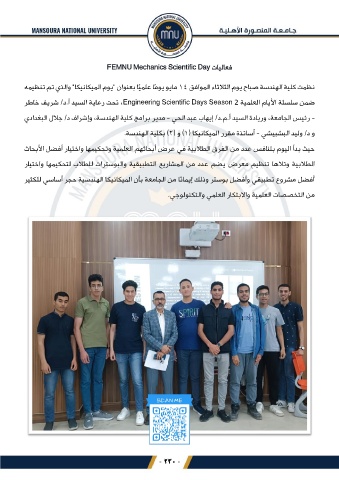 MANSOURA NATIONAL UNIVERSITY
جـامـعـة المنصـورة الأهـليـة
MNU
فعاليات FEMNU Mechanics Scientific Day
نظمت كلية الهندسة صباح يوم الثلاثاء الموافق ١٤ مايو يومًا علميًا بعنوان "يوم الميكانيكا" والذي تم تنظيمه
ضمن سلسلة الأيام العلمية Engineering Scientific Days Season 2، تحت رعاية السيد أ.د/ شريف خاطر
- رئيس الجامعة، وريادة السيد أ.م.د/ إيهاب عبد الحي - مدير برامج كلية الهندسة، وإشراف د/ جلال البغدادي
و د/ وليد البشبيشي - أساتذة مقرر الميكانيكا (١) و (٢) بكلية الهندسة.
حيث بدأ اليوم بتنافس عدد من الفرق الطلابية في عرض أبحاثهم العلمية وتحكيمها واختيار أفضل الأبحاث
الطلابية وتلاها تنظيم معرض يضم عدد من المشاريع التطبيقية والبوسترات للطلاب لتحكيمها واختيار
أفضل مشروع تطبيقي وأفضل بوستر وذلك إيمانًا من الجامعة بأن الميكانيكا الهندسية حجر أساسي للكثير
من التخصصات العلمية والابتكار العلمي والتكنولوجي.
SCAN ME
- ٢٣٠ -